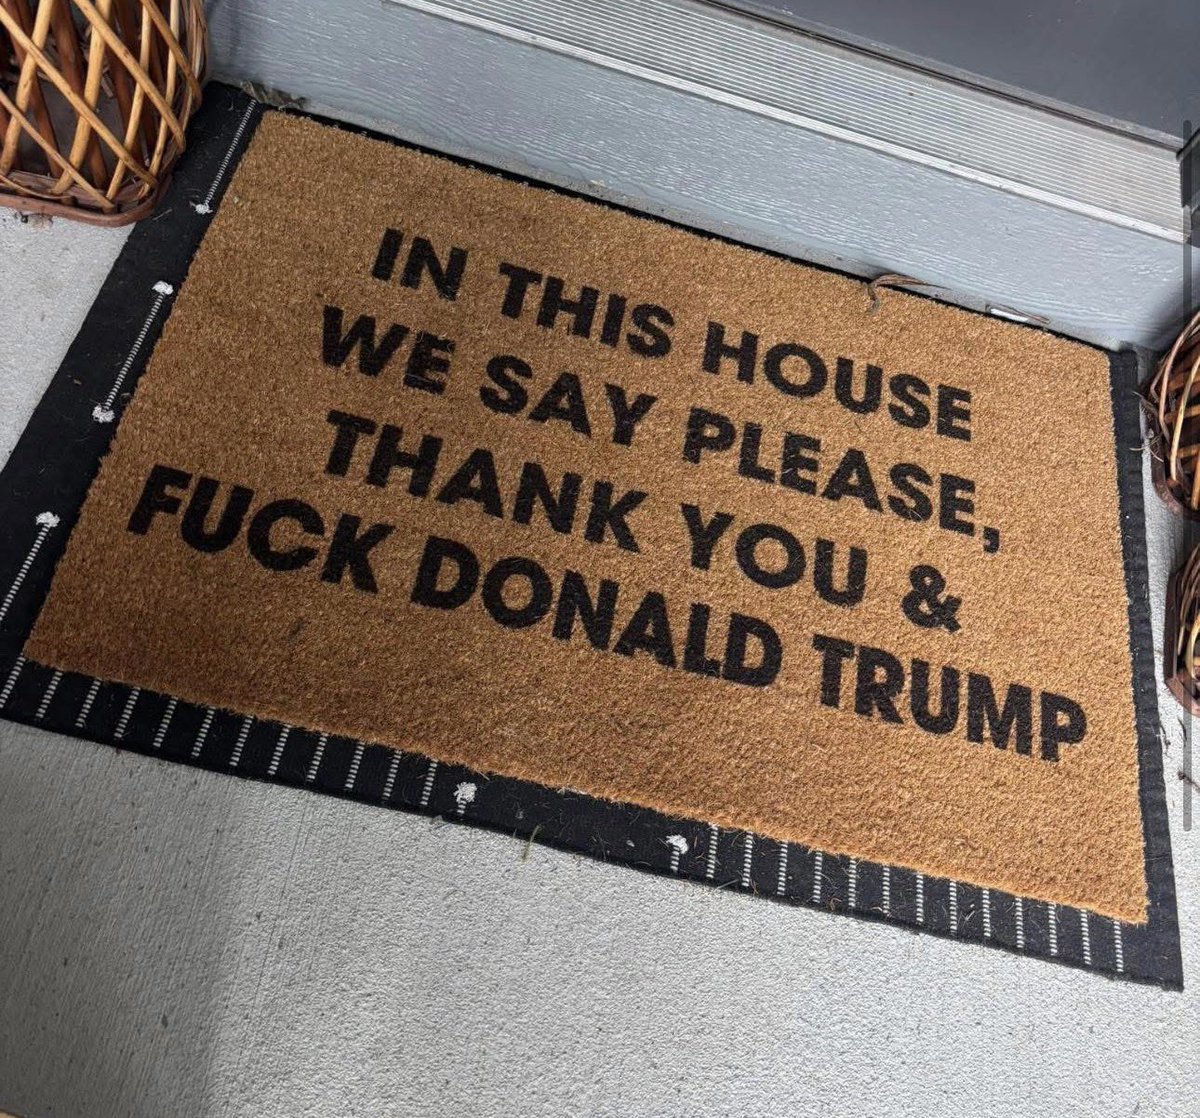 IN THIS HOUSE
WE SAY PLEASE,
THANK YOU &
FUCK DONALD TRUMP